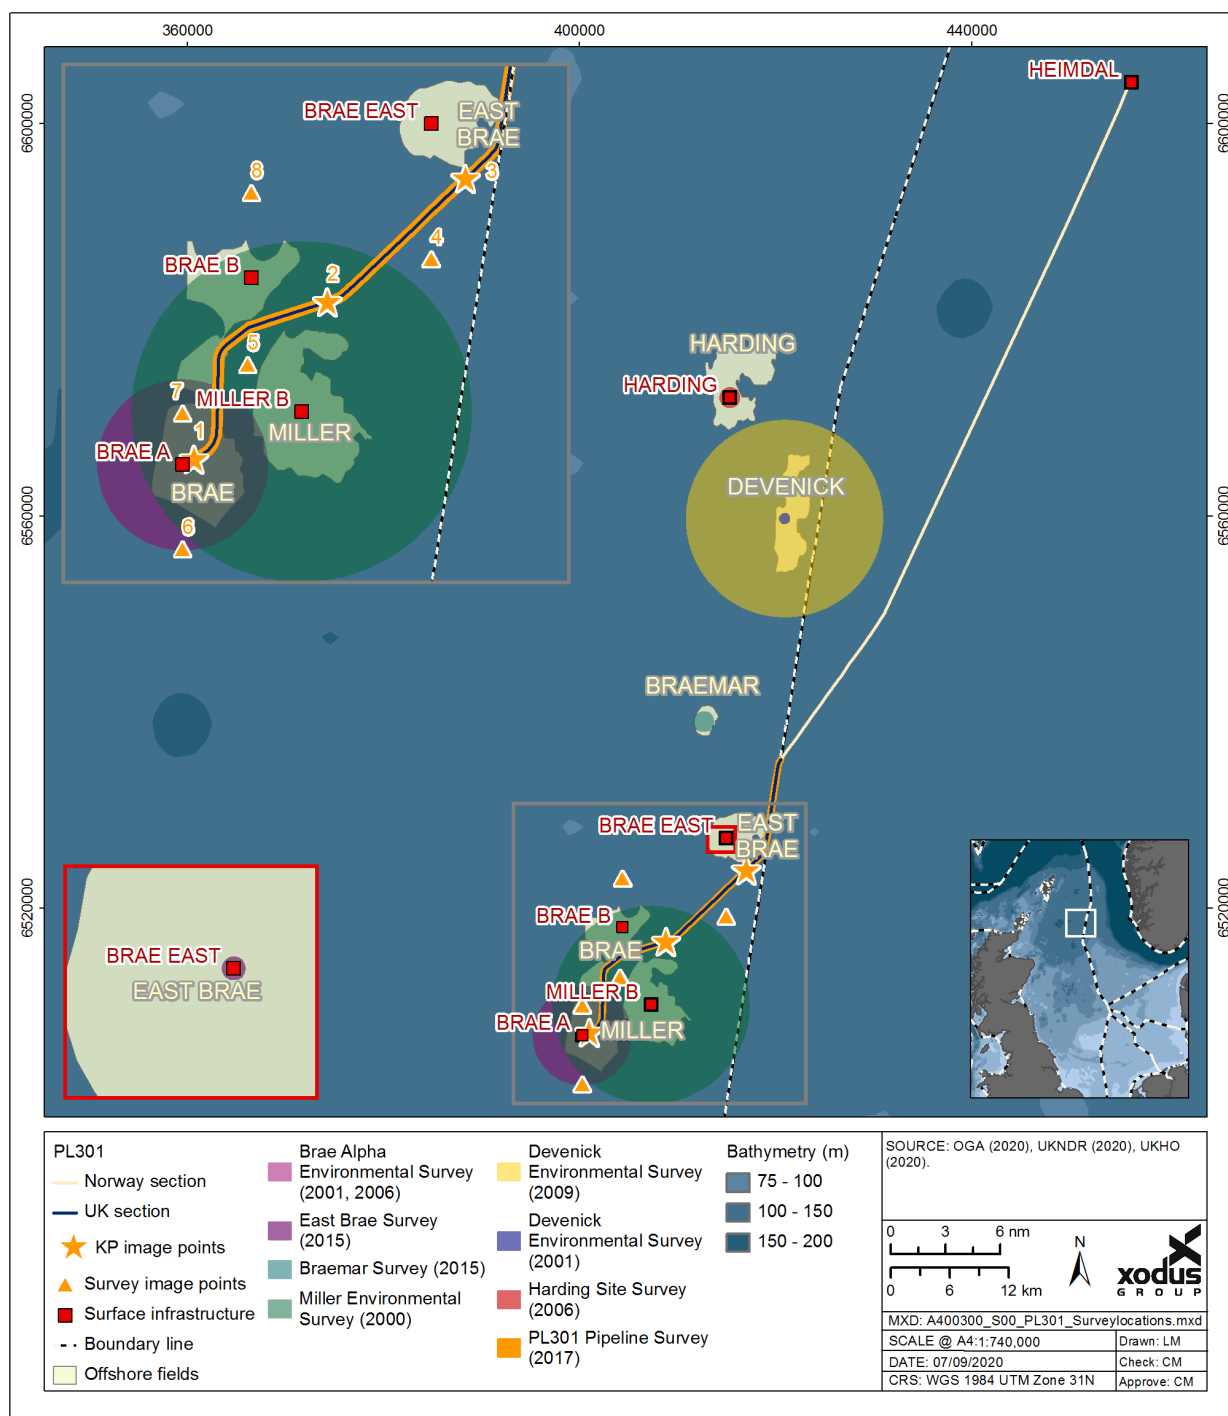 360000
400000
440000
HEIMDAL
6600000
6600000
BRAE EAST
EAST
BRAE
8
3
4
BRAE B
2
5
HARDING
HARDING
7
MILLER B
1
MILLER
BRAE A
BRAE
DEVENICK
6
6560000
6560000
BRAEMAR
BRAE EAST
EAST
BRAE
BRAE B
BRAE
6520000
6520000
MILLER B
BRAE A
MILLER
BRAE EAST
EAST BRAE
PL301
Norway section
UK section
KP image points
Survey image points
Surface infrastructure
Boundary line
Offshore fields
Brae Alpha
Environmental Survey
(2001, 2006)
East Brae Survey
(2015)
Braemar Survey (2015)
Miller Environmental
Survey (2000)
Devenick
Environmental Survey
(2009)
Devenick
Environmental Survey
(2001)
Harding Site Survey
(2006)
PL301 Pipeline Survey
(2017)
Bathymetry (m)
75 - 100
100 - 150
150 - 200
SOURCE: OGA (2020), UKNDR (2020), UKHO
(2020).
0 3 6 nm
0 6 12 km
N
xodus
GROUP
MXD: A400300_S00_PL301_Surveylocations.mxd
SCALE @ A4:1:740,000
Drawn: LM
DATE: 07/09/2020
Check: CM
CRS: WGS 1984 UTM Zone 31N
Approve: CM